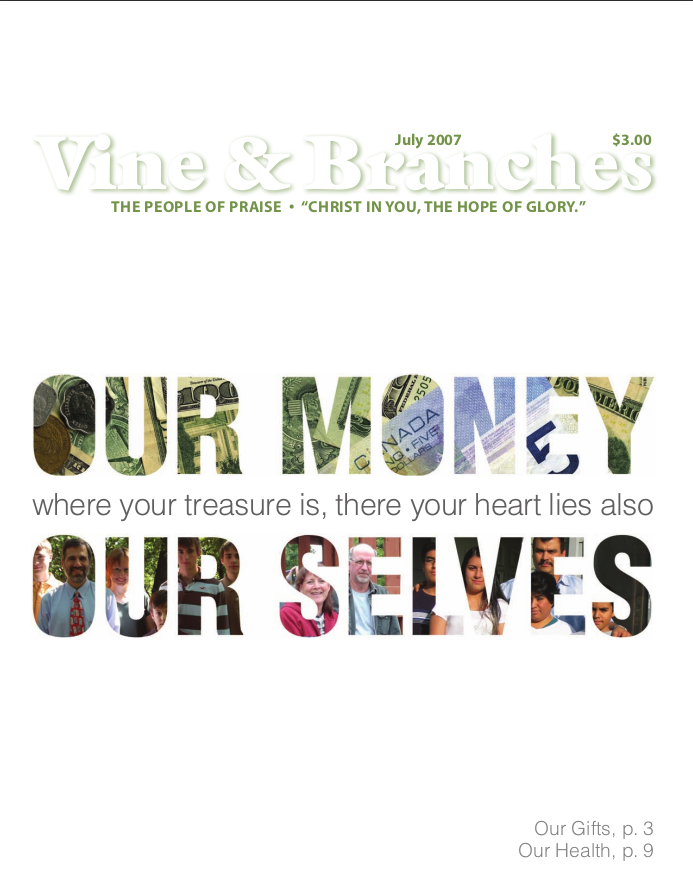 July 2007 $3.00
Vine & Branches
THE PEOPLE OF PRAISE • “CHRIST IN YOU, THE HOPE OF GLORY.”
OUR MONEY
where your treasure is, there your heart lies also
OUR SELVES
Our Gifts, p. 3
Our Health, p. 9